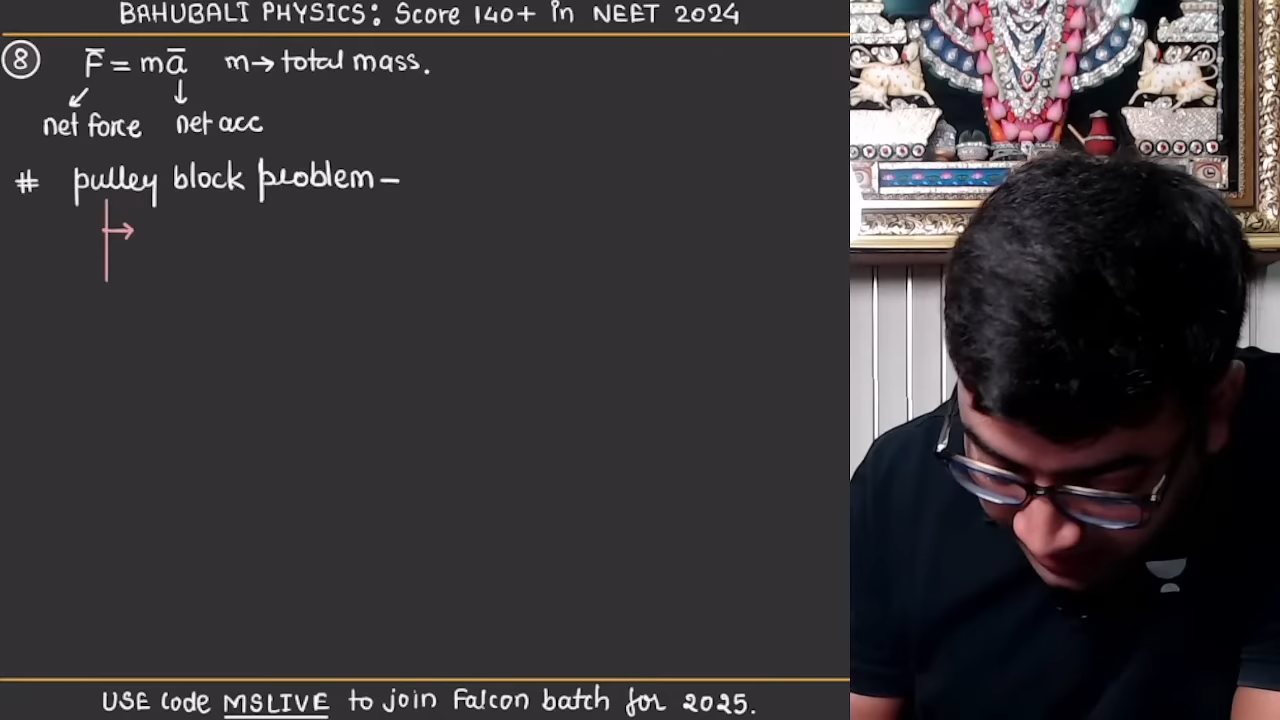 BAHUBALI PHYSICS: Score 140+ in NEET 2024
⑧ F̅ = ma̅ m→ total mass.
net force net acc
# pulley block problem –
USE Code MSLIVE to join Falcon batch for 2025.